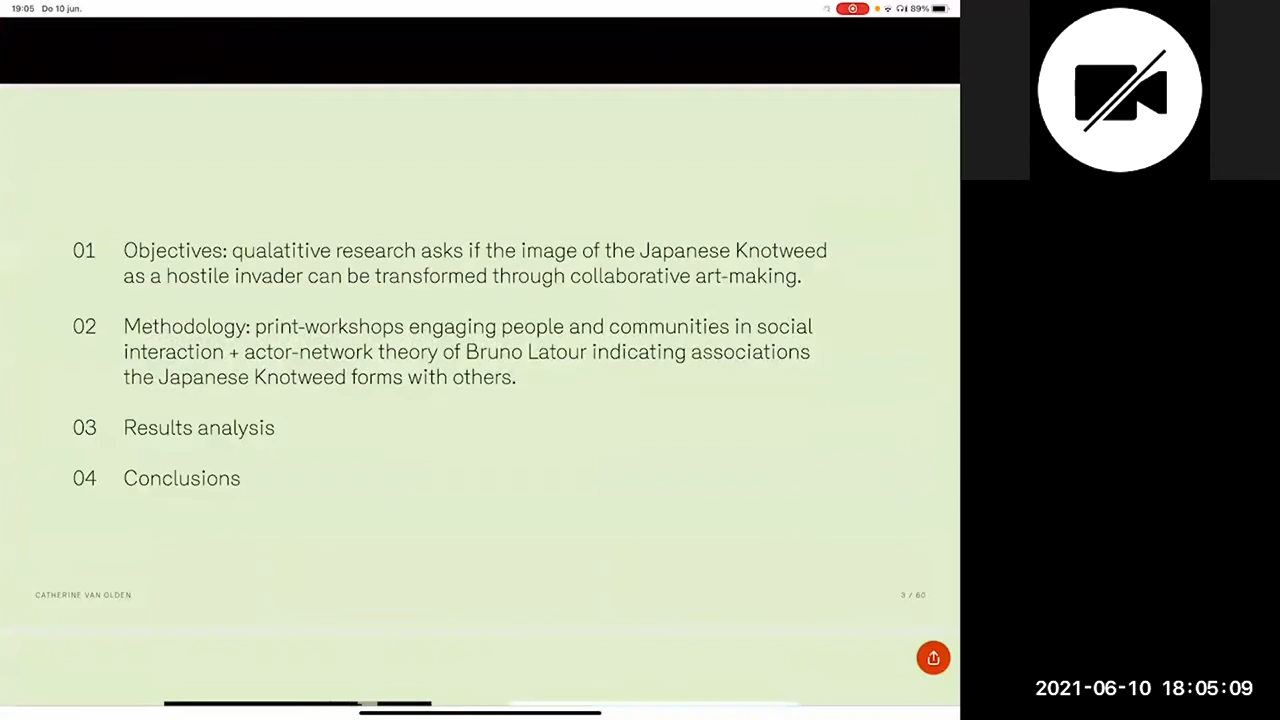 19:05 Do 10 jun.
89%
01 Objectives: qualatitive research asks if the image of the Japanese Knotweed
as a hostile invader can be transformed through collaborative art-making.
02 Methodology: print-workshops engaging people and communities in social
interaction + actor-network theory of Bruno Latour indicating associations
the Japanese Knotweed forms with others.
03 Results analysis
04 Conclusions
CATHERINE VAN OLDEN
3 / 60
2021-06-10 18:05:09